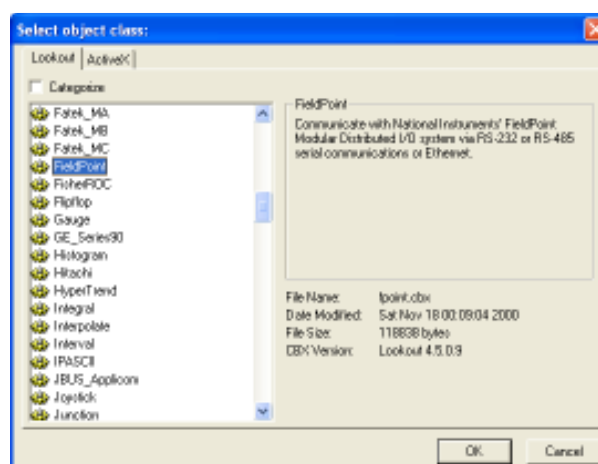 Select object class:
Lookout
ActiveX
Categorize
Fatek_MA
Fatek_MB
Fatek_MC
FieldPoint
FisherROC
Flipflop
Gauge
GE_Series90
Histogram
Hitachi
HyperTrend
Integral
Interpolate
Interval
IPASCII
JBUS_Applicom
Joystick
Junction
FieldPoint
Communicate with National Instruments' FieldPoint
Modular Distributed I/O system via RS-232 or RS-485
serial communications or Ethernet.
File Name: fpoint.cbx
Date Modified: Sat Nov 18 00:09:04 2000
File Size: 118838 bytes
CBX Version: Lookout 4.5.0.9
OK
Cancel